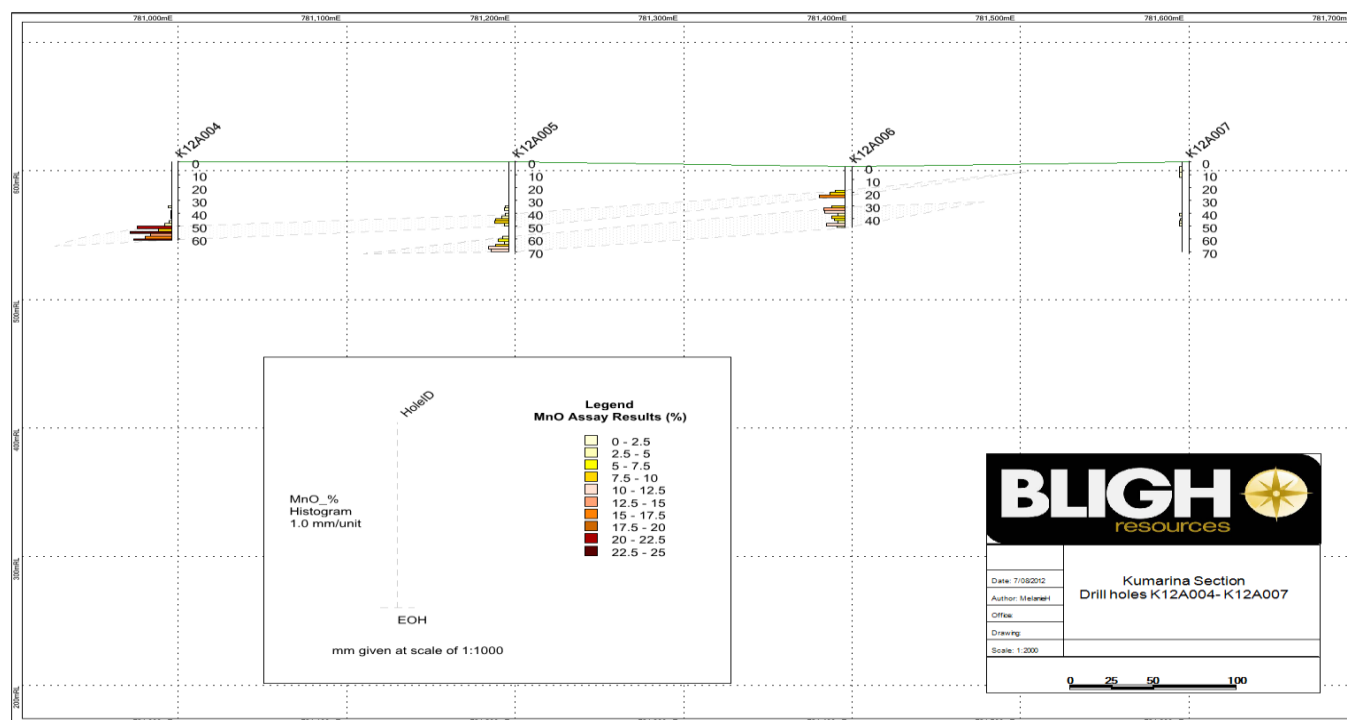 781,000mE 781,100mE 781,200mE 781,300mE 781,400mE 781,500mE 781,600mE 781,700mE
K12A004
K12A005
K12A006
K12A007
0
10
20
30
40
50
60
0
10
20
30
40
50
60
70
0
10
20
30
40
0
10
20
30
40
50
60
70
600mRL
500mRL
400mRL
300mRL
200mRL
HoleID
MnO_%
Histogram
1.0 mm/unit
EOH
mm given at scale of 1:1000
Legend
MnO Assay Results (%)
0 - 2.5
2.5 - 5
5 - 7.5
7.5 - 10
10 - 12.5
12.5 - 15
15 - 17.5
17.5 - 20
20 - 22.5
22.5 - 25
BLIGH
resources
Date: 7/08/2012
Author: MelanieH
Office:
Drawing:
Scale: 1:2000
Kumarina Section
Drill holes K12A004- K12A007
0 25 50 100